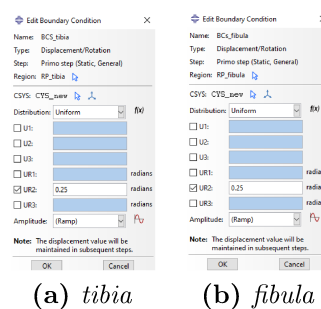 Edit Boundary Condition
Name: BCS_tibia
Type: Displacement/Rotation
Step: Primo step (Static, General)
Region: RP_tibia
CSYS: CYS_new
Distribution: Uniform f(x)
U1:
U2:
U3:
UR1: radians
UR2: 0.25 radians
UR3: radians
Amplitude: (Ramp)
Note: The displacement value will be
maintained in subsequent steps.
OK Cancel
(a) tibia
Edit Boundary Condition
Name: BCs_fibula
Type: Displacement/Rotation
Step: Primo step (Static, General)
Region: RP_fibula
CSYS: CYS_new
Distribution: Uniform f(x)
U1:
U2:
U3:
UR1: radia
UR2: 0.25 radia
UR3: radia
Amplitude: (Ramp)
Note: The displacement value will be
maintained in subsequent steps.
OK Cancel
(b) fibula